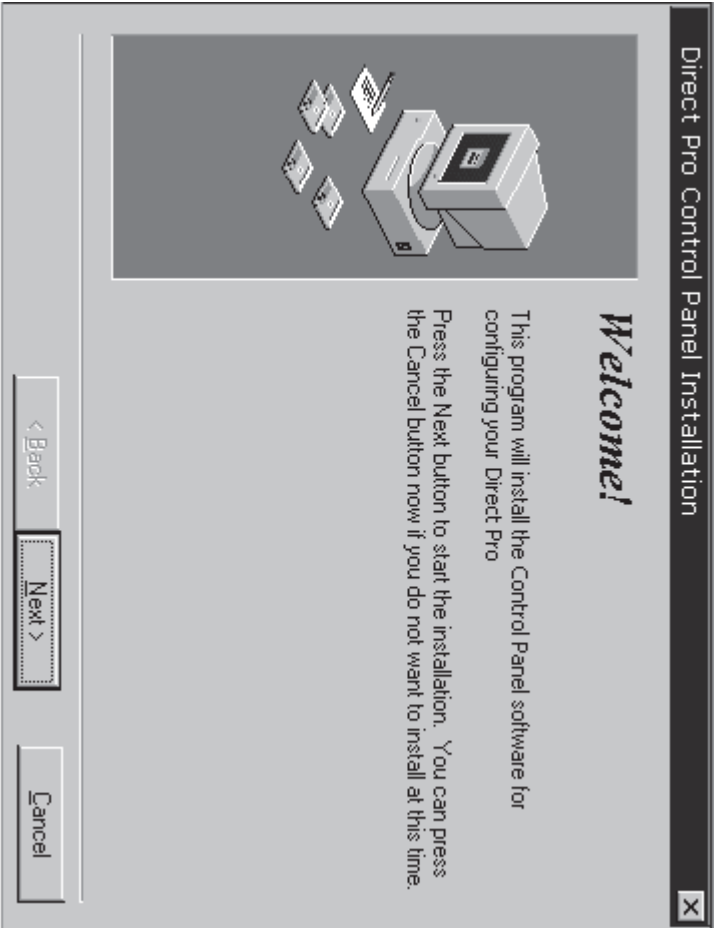 Direct Pro Control Panel Installation
Welcome!
This program will install the Control Panel software for
configuring your Direct Pro
Press the Next button to start the installation.  You can press
the Cancel button now if you do not want to install at this time.
< Back
Next >
Cancel